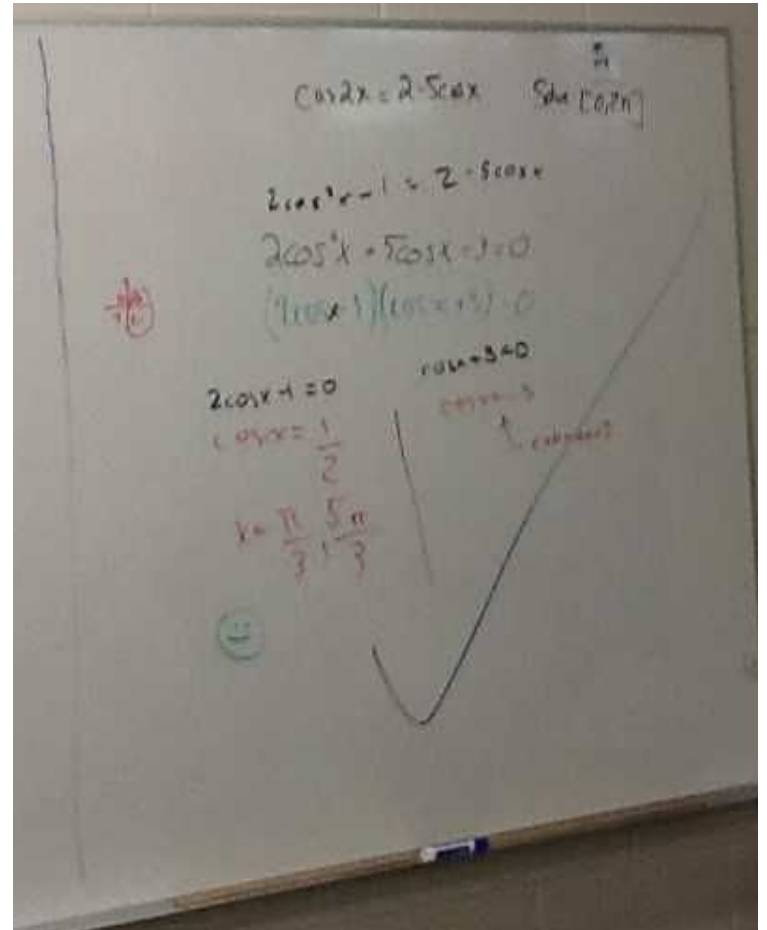 cos2x = 2-5cosx Solve [0,2π]
2cos²x - 1 = 2 - 5cosx
2cos²x + 5cosx - 3 = 0
(2cosx-1)(cosx+3) = 0
2cosx-1 = 0
cosx+3=0
cosx = 1/2
cosx=-3
x = π/3, 5π/3